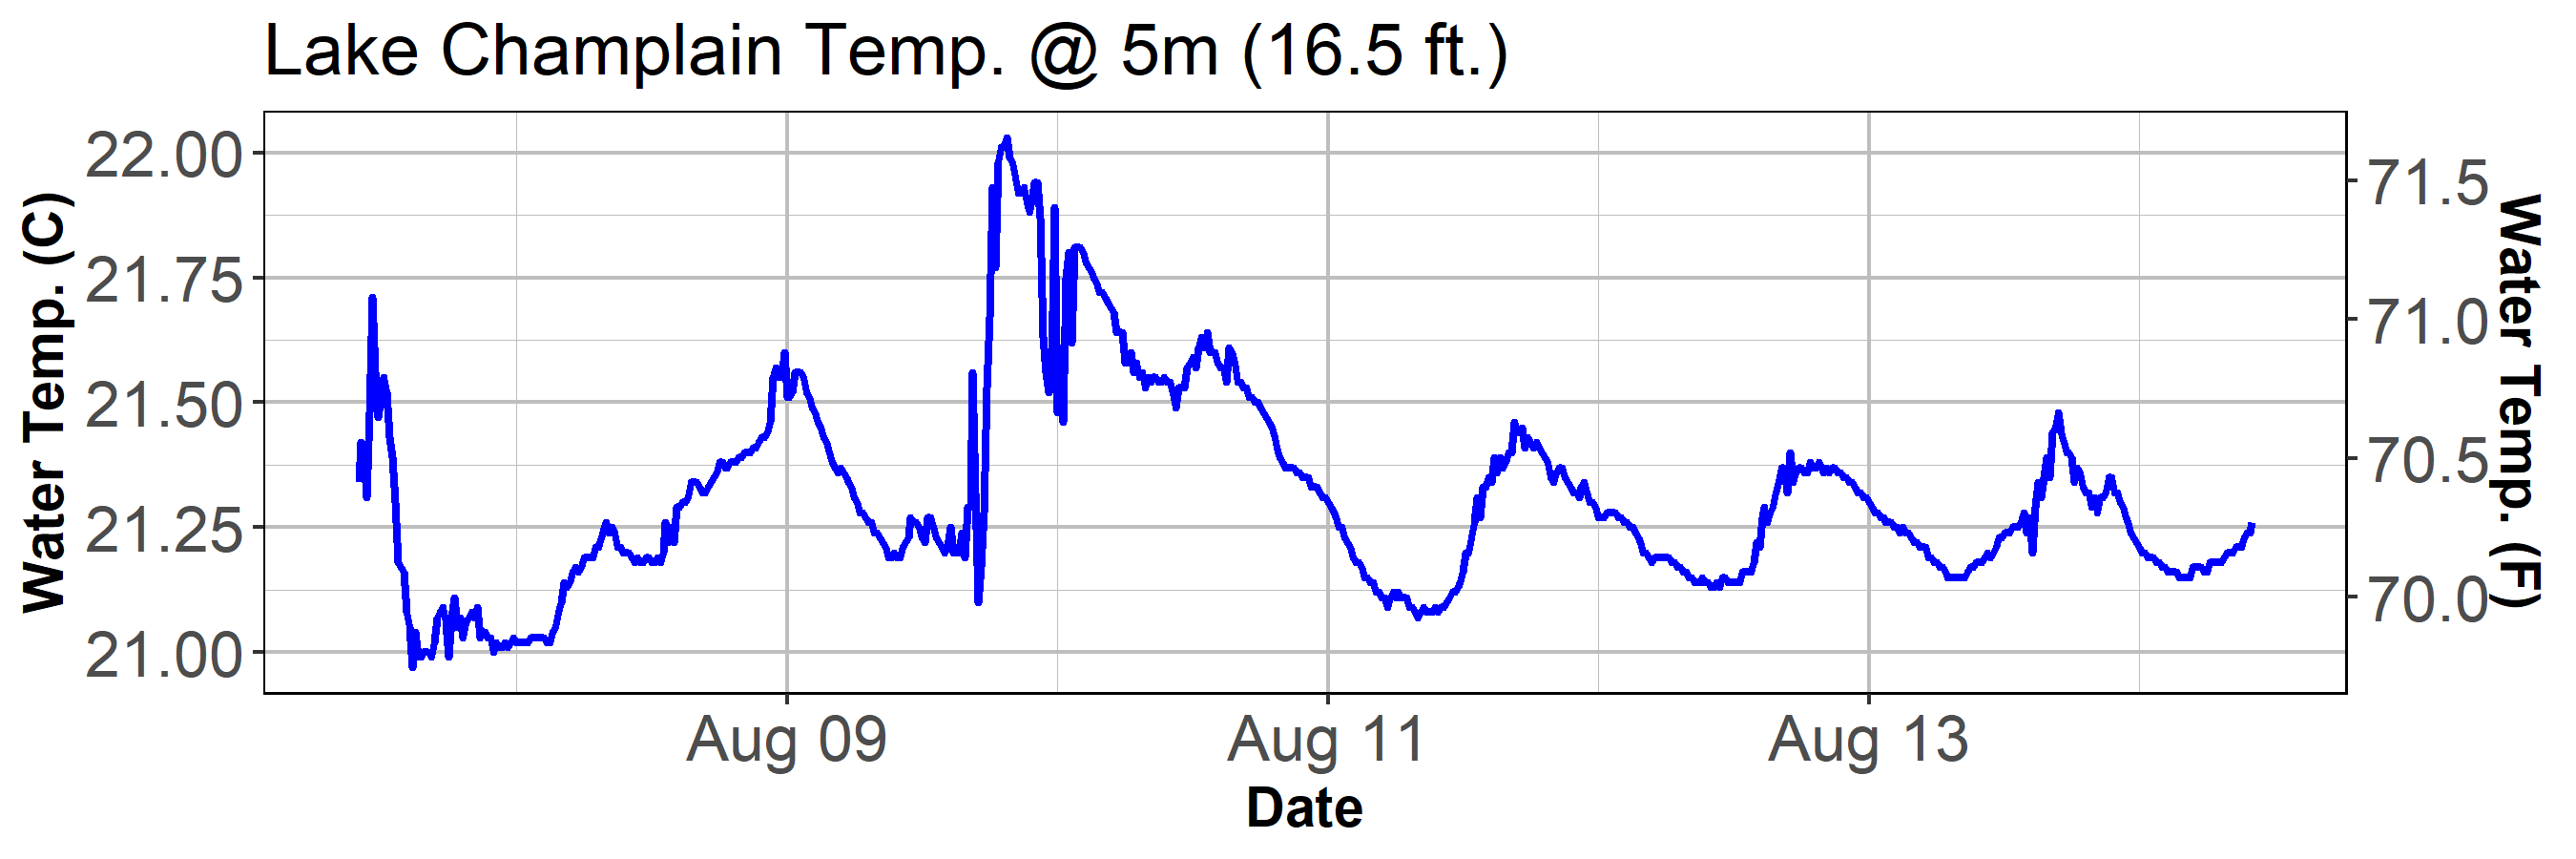 Lake Champlain Temp. @ 5m (16.5 ft.)
Water Temp. (C)
22.00
21.75
21.50
21.25
21.00
71.5
71.0
70.5
70.0
Water Temp. (F)
Aug 09
Aug 11
Aug 13
Date